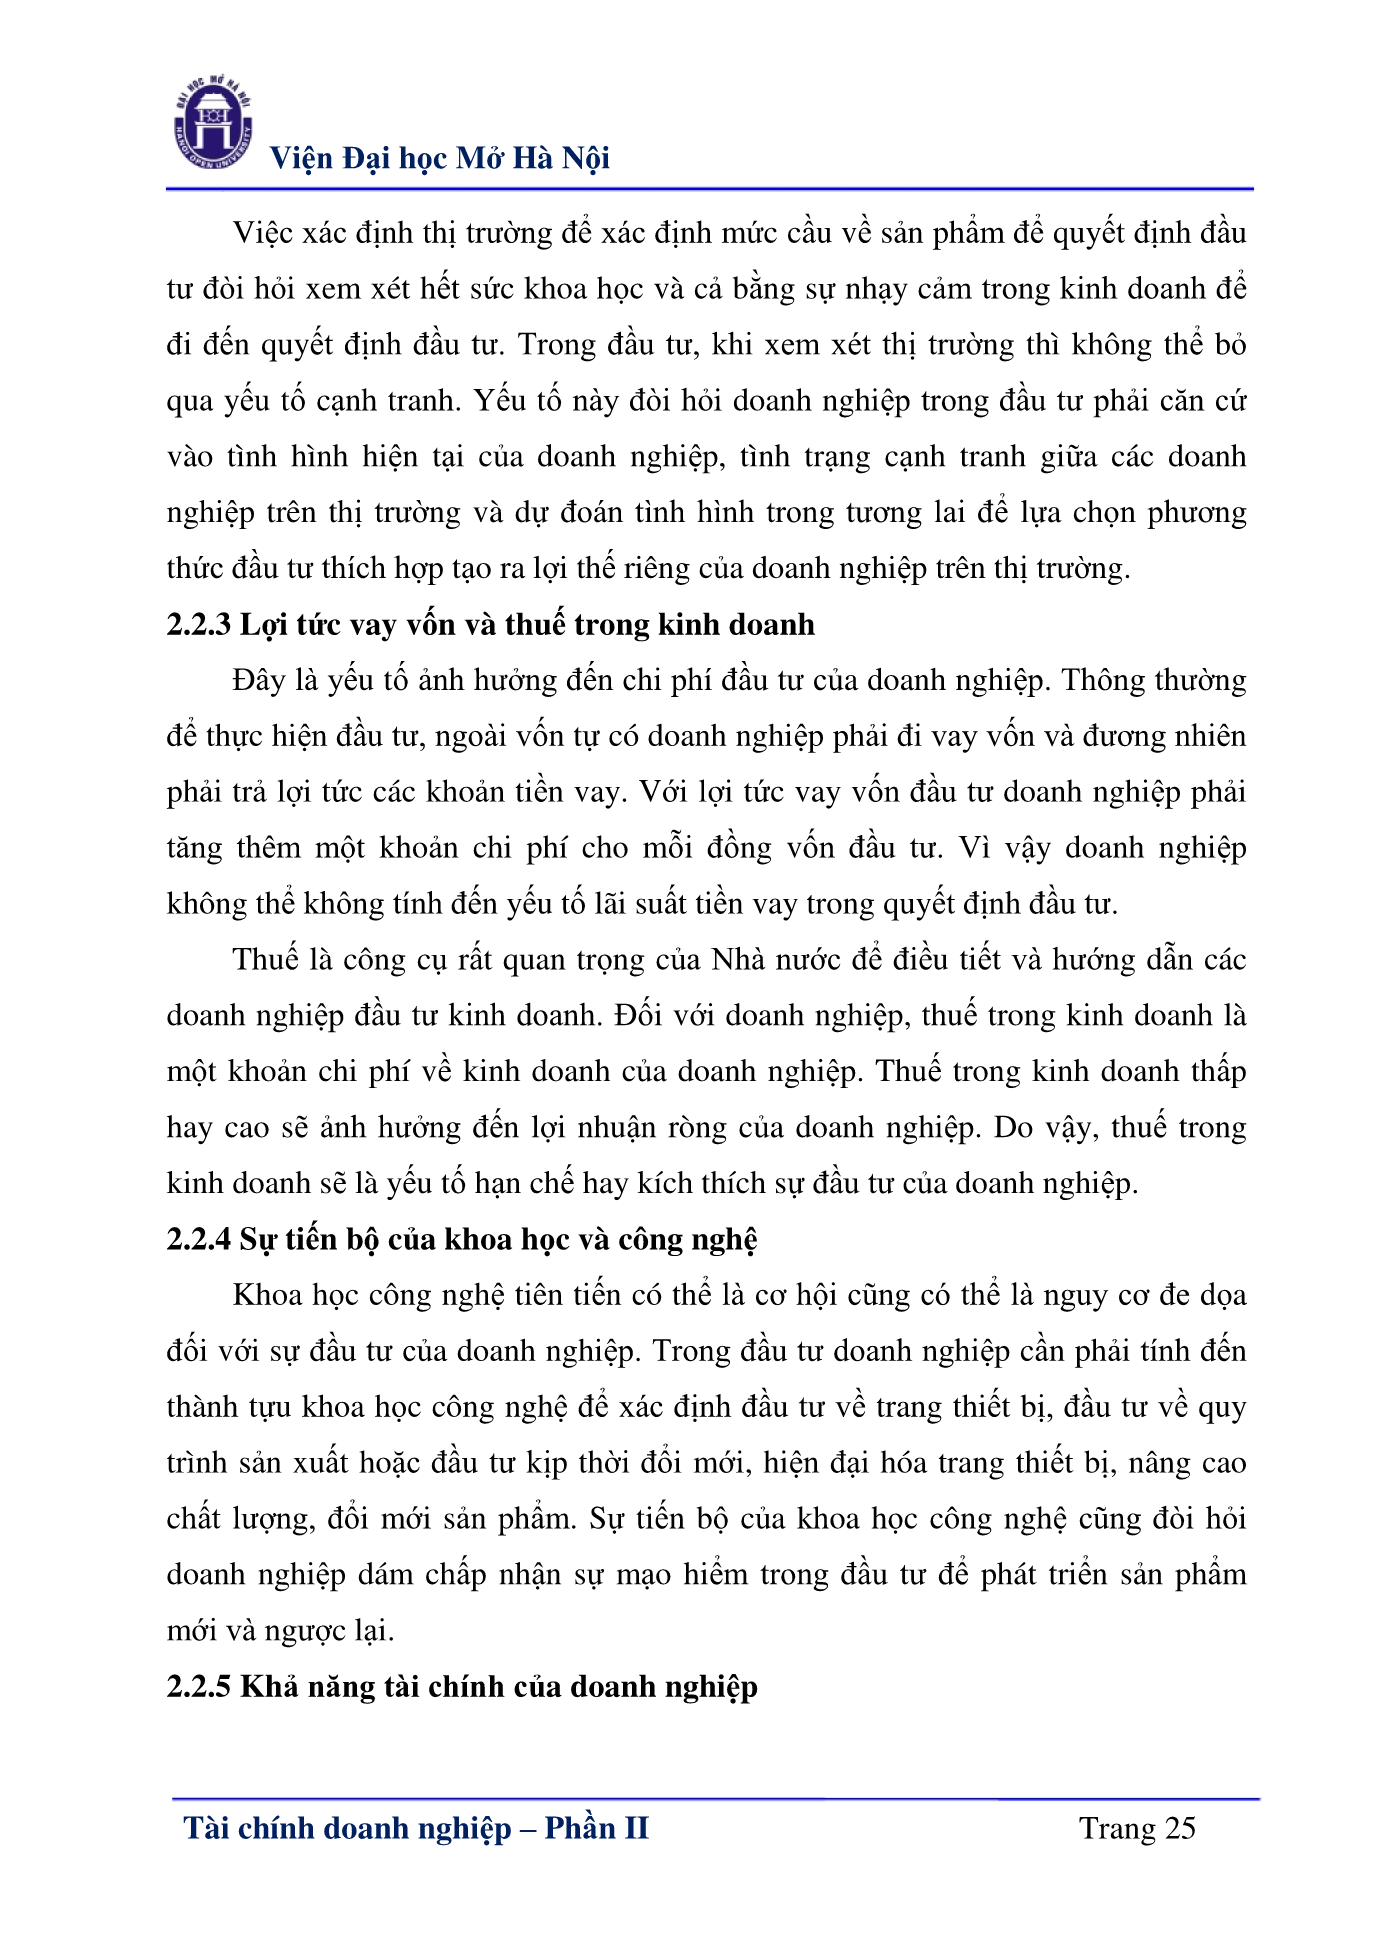 ĐẠI HỌC MỞ HÀ NỘI
HANOI OPEN UNIVERSITY
Viện Đại học Mở Hà Nội
Việc xác định thị trường để xác định mức cầu về sản phẩm để quyết định đầu
tư đòi hỏi xem xét hết sức khoa học và cả bằng sự nhạy cảm trong kinh doanh để
đi đến quyết định đầu tư. Trong đầu tư, khi xem xét thị trường thì không thể bỏ
qua yếu tố cạnh tranh. Yếu tố này đòi hỏi doanh nghiệp trong đầu tư phải căn cứ
vào tình hình hiện tại của doanh nghiệp, tình trạng cạnh tranh giữa các doanh
nghiệp trên thị trường và dự đoán tình hình trong tương lai để lựa chọn phương
thức đầu tư thích hợp tạo ra lợi thế riêng của doanh nghiệp trên thị trường.
2.2.3 Lợi tức vay vốn và thuế trong kinh doanh
Đây là yếu tố ảnh hưởng đến chi phí đầu tư của doanh nghiệp. Thông thường
để thực hiện đầu tư, ngoài vốn tự có doanh nghiệp phải đi vay vốn và đương nhiên
phải trả lợi tức các khoản tiền vay. Với lợi tức vay vốn đầu tư doanh nghiệp phải
tăng thêm một khoản chi phí cho mỗi đồng vốn đầu tư. Vì vậy doanh nghiệp
không thể không tính đến yếu tố lãi suất tiền vay trong quyết định đầu tư.
Thuế là công cụ rất quan trọng của Nhà nước để điều tiết và hướng dẫn các
doanh nghiệp đầu tư kinh doanh. Đối với doanh nghiệp, thuế trong kinh doanh là
một khoản chi phí về kinh doanh của doanh nghiệp. Thuế trong kinh doanh thấp
hay cao sẽ ảnh hưởng đến lợi nhuận ròng của doanh nghiệp. Do vậy, thuế trong
kinh doanh sẽ là yếu tố hạn chế hay kích thích sự đầu tư của doanh nghiệp.
2.2.4 Sự tiến bộ của khoa học và công nghệ
Khoa học công nghệ tiên tiến có thể là cơ hội cũng có thể là nguy cơ đe dọa
đối với sự đầu tư của doanh nghiệp. Trong đầu tư doanh nghiệp cần phải tính đến
thành tựu khoa học công nghệ để xác định đầu tư về trang thiết bị, đầu tư về quy
trình sản xuất hoặc đầu tư kịp thời đổi mới, hiện đại hóa trang thiết bị, nâng cao
chất lượng, đổi mới sản phẩm. Sự tiến bộ của khoa học công nghệ cũng đòi hỏi
doanh nghiệp dám chấp nhận sự mạo hiểm trong đầu tư để phát triển sản phẩm
mới và ngược lại.
2.2.5 Khả năng tài chính của doanh nghiệp
Tài chính doanh nghiệp – Phần II
Trang 25